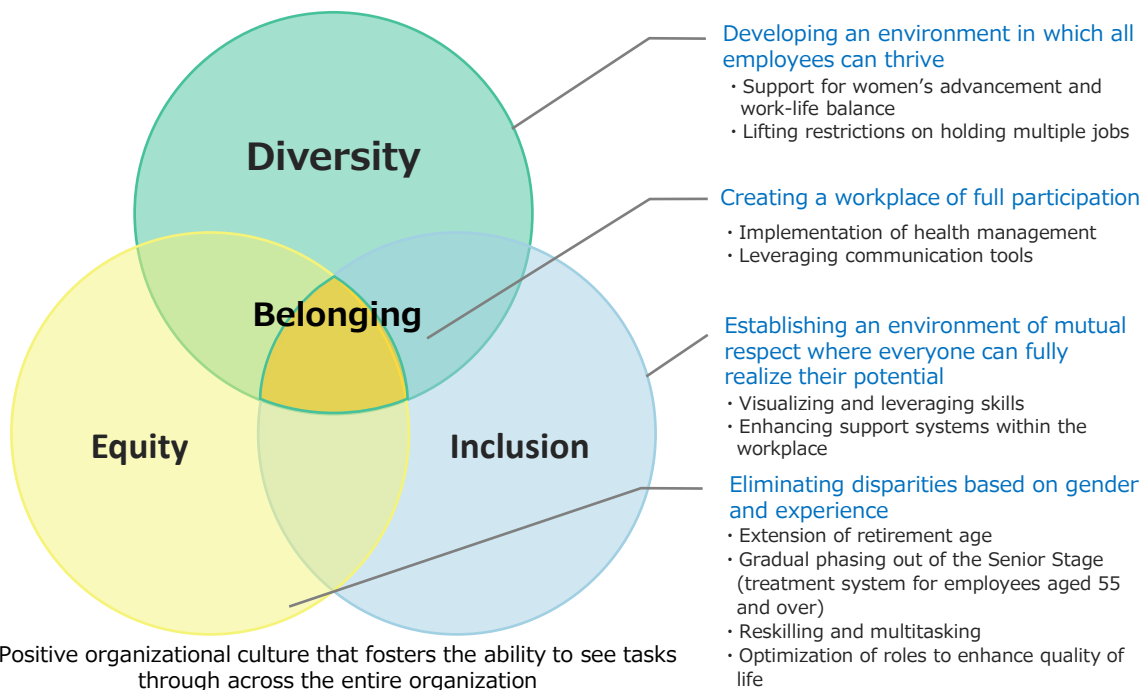 Diversity
Belonging
Equity
Inclusion
Positive organizational culture that fosters the ability to see tasks
through across the entire organization
Developing an environment in which all
employees can thrive
・Support for women's advancement and
work-life balance
・Lifting restrictions on holding multiple jobs
Creating a workplace of full participation
・Implementation of health management
・Leveraging communication tools
Establishing an environment of mutual
respect where everyone can fully
realize their potential
・Visualizing and leveraging skills
・Enhancing support systems within the
workplace
Eliminating disparities based on gender
and experience
・Extension of retirement age
・Gradual phasing out of the Senior Stage
(treatment system for employees aged 55
and over)
・Reskilling and multitasking
・Optimization of roles to enhance quality of
life